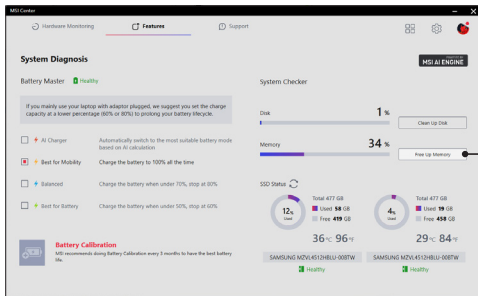 MSI Center
Hardware Monitoring
Features
Support
System Diagnosis
POWERED BY
MSI AI ENGINE
Battery Master
Healthy
If you mainly use your laptop with adaptor plugged, we suggest you set the charge
capacity at a lower percentage (60% or 80%) to prolong your battery lifecycle.
AI Charger
Automatically switch to the most suitable battery mode
based on AI calculation
Best for Mobility
Charge the battery to 100% all the time
Balanced
Charge the battery when under 70%, stop at 80%
Best for Battery
Charge the battery when under 50%, stop at 60%
Battery Calibration
MSI recommends doing Battery Calibration every 3 months to have the best battery
life.
System Checker
Disk
1 %
Clean Up Disk
Memory
34 %
Free Up Memory
SSD Status
12%
Used
Total 477 GB
Used 58 GB
Free 419 GB
36°C 96°F
SAMSUNG MZVL4512HBLU-00BTW
Healthy
4%
Used
Total 477 GB
Used 19 GB
Free 458 GB
29°C 84°F
SAMSUNG MZVL4512HBLU-00BTW
Healthy